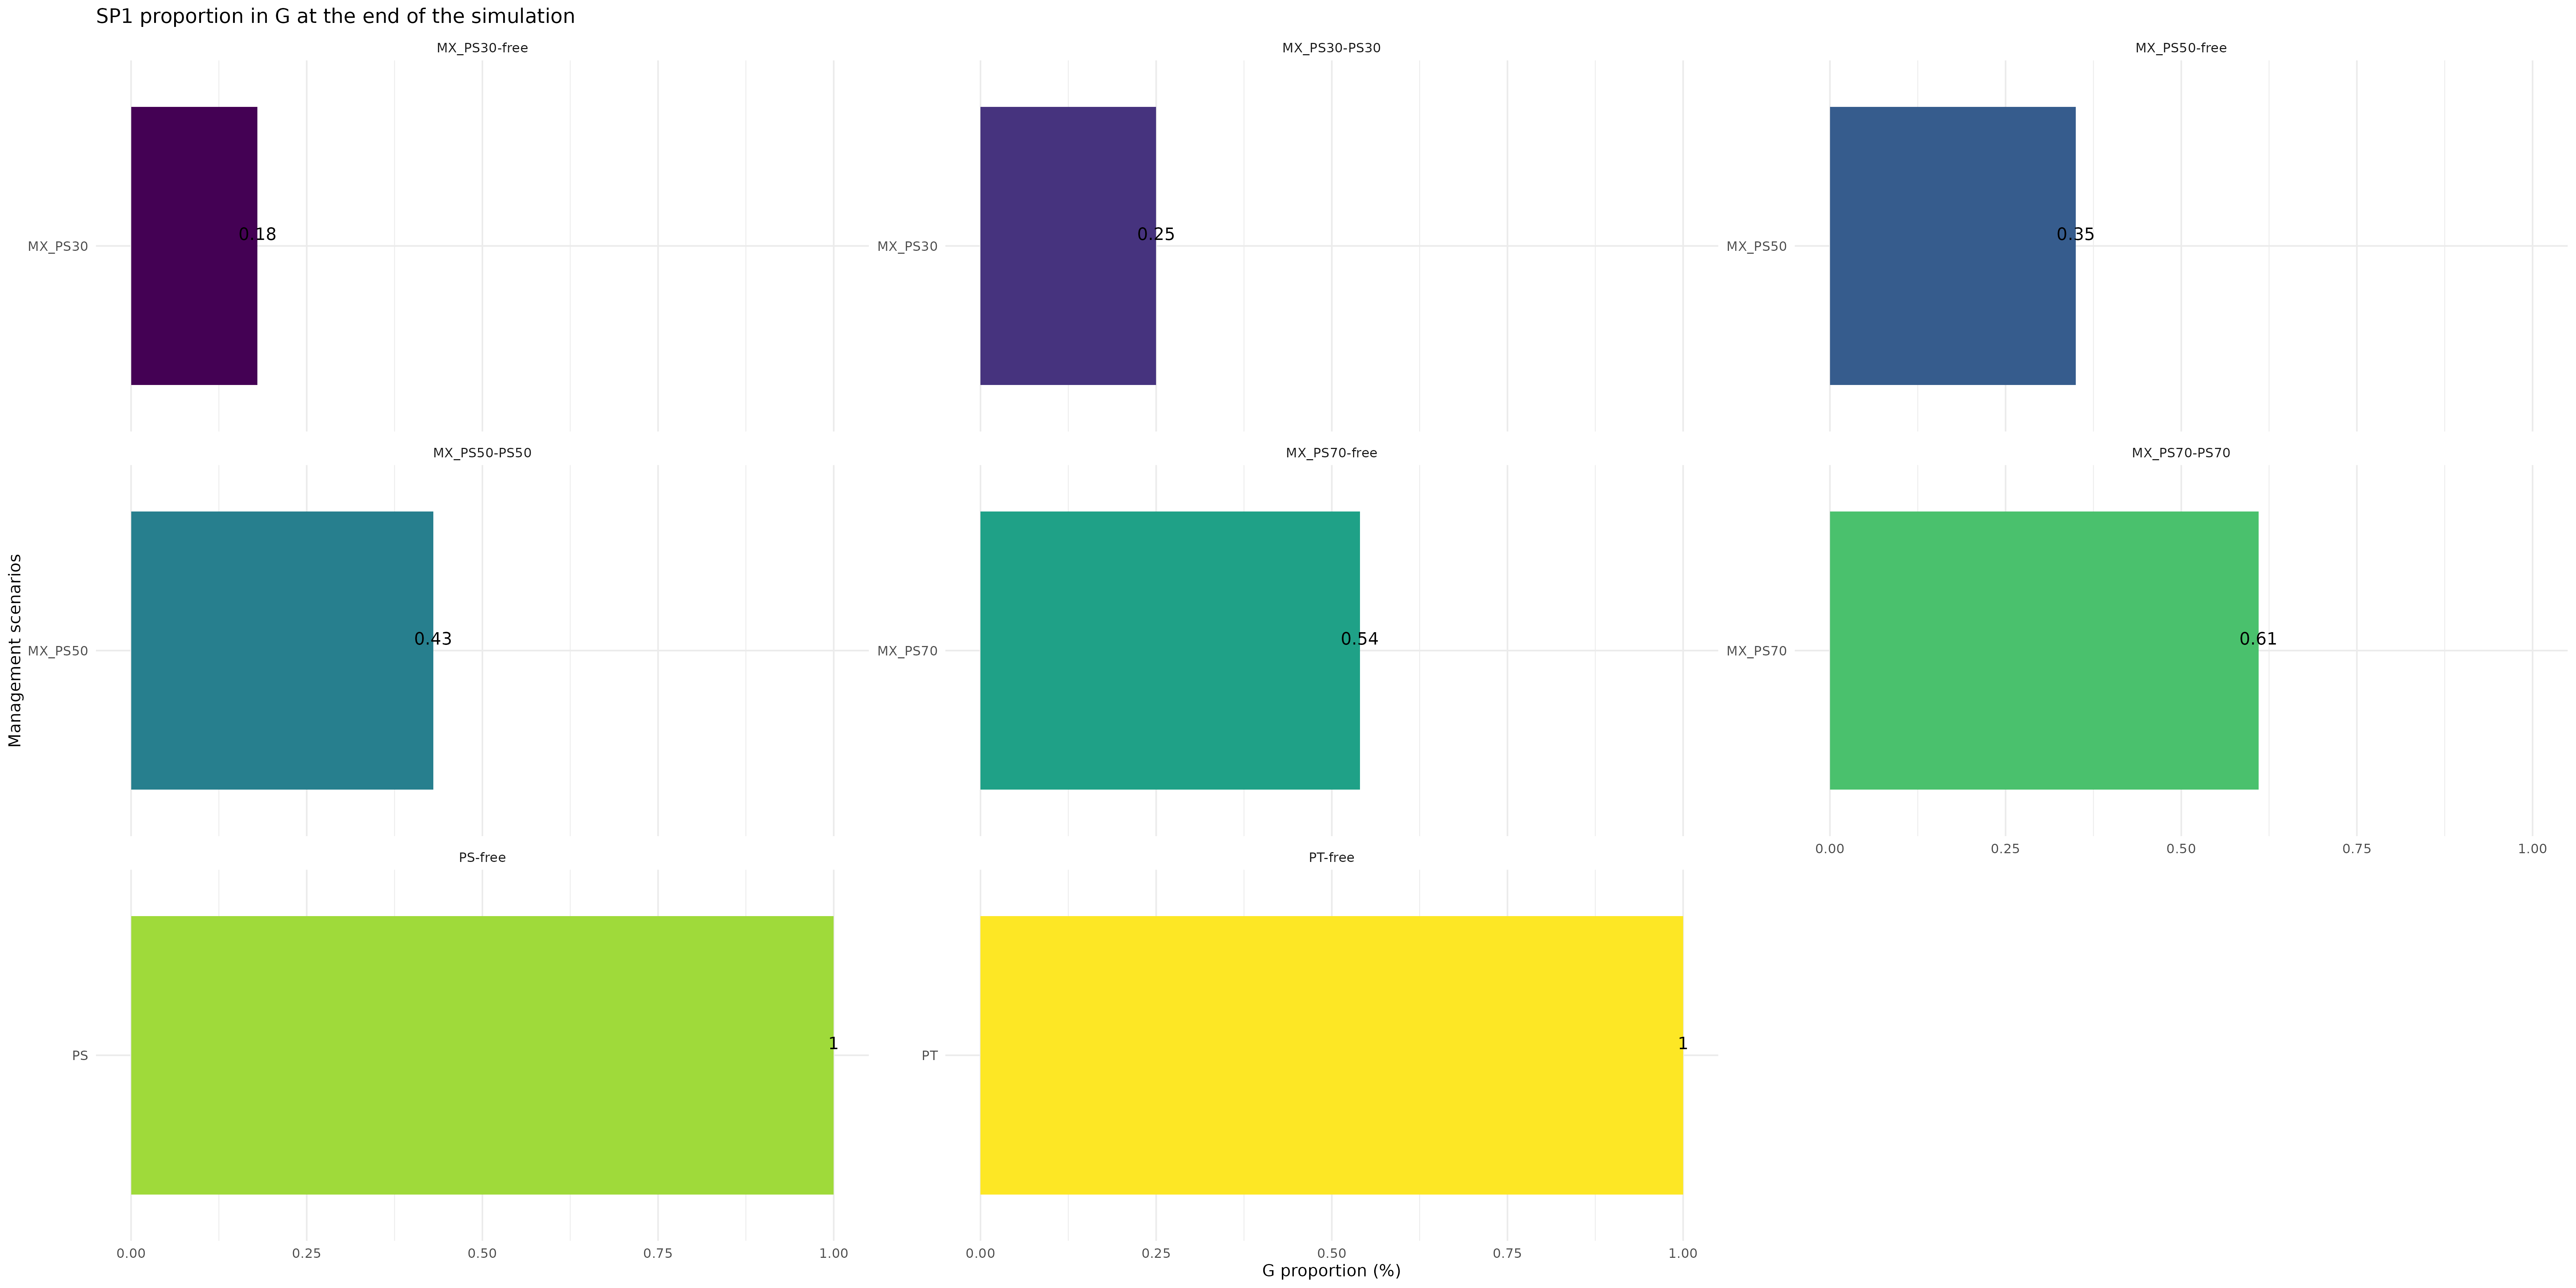 SP1 proportion in G at the end of the simulation
MX_PS30-free
MX_PS30-PS30
MX_PS50-free
MX_PS30
0.18
MX_PS30
0.25
MX_PS50
0.35
MX_PS50-PS50
MX_PS70-free
MX_PS70-PS70
Management scenarios
MX_PS50
0.43
MX_PS70
0.54
MX_PS70
0.61
0.00 0.25 0.50 0.75 1.00
PS-free
PT-free
PS
1
PT
1
0.00 0.25 0.50 0.75 1.00
0.00 0.25 0.50 0.75 1.00
G proportion (%)